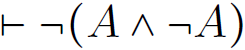 ⊢ ¬(A ∧ ¬A)